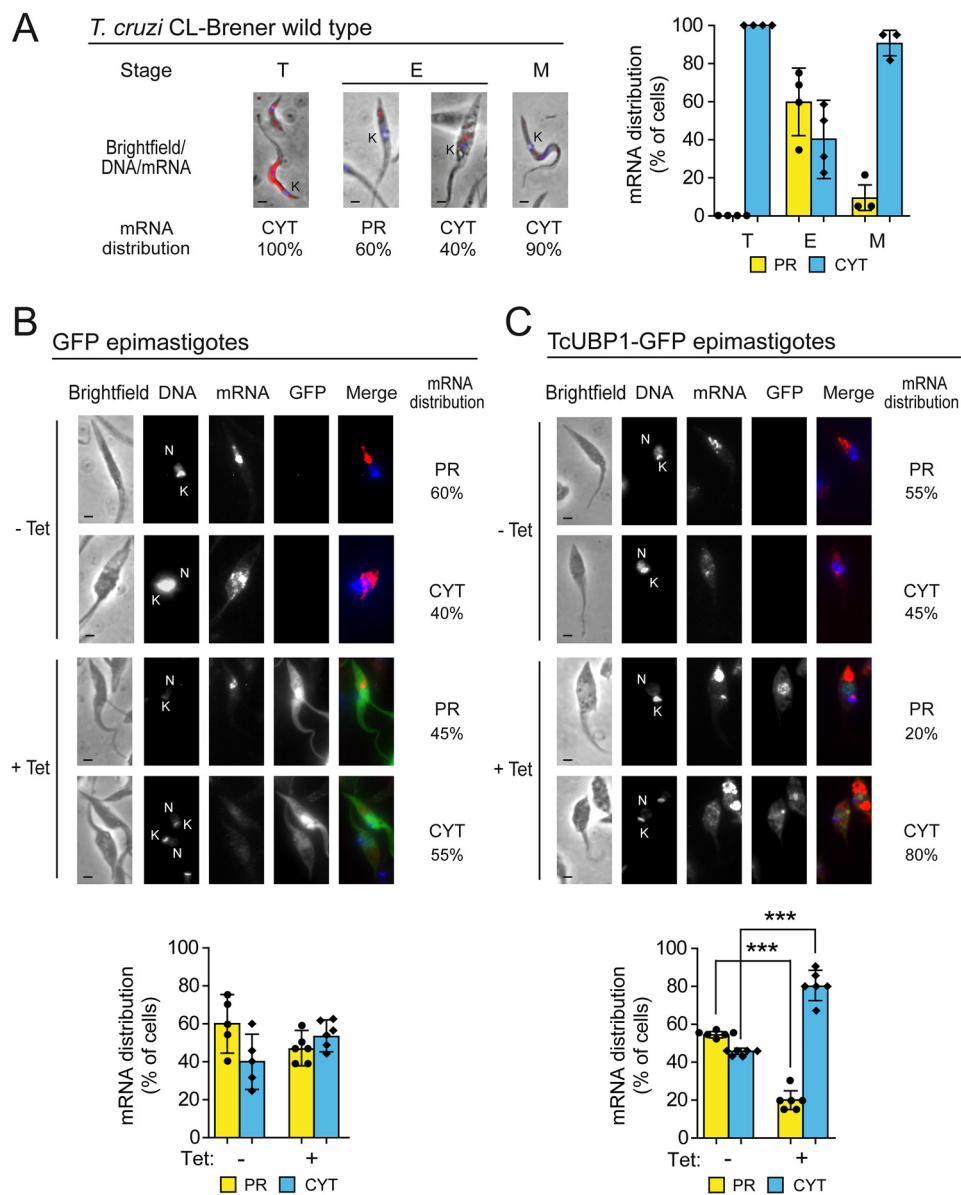 A
T. cruzi CL-Brener wild type
Stage T E M
Brightfield/
DNA/mRNA
K K K K
mRNA
distribution
CYT PR CYT CYT
100% 60% 40% 90%
mRNA distribution
(% of cells)
100
80
60
40
20
0
T E M
PR CYT
B
GFP epimastigotes
Brightfield DNA mRNA GFP Merge mRNA
distribution
- Tet
N
K
PR
60%
N
K
CYT
40%
+ Tet
N
K
PR
45%
N
K K
N
CYT
55%
mRNA distribution
(% of cells)
100
80
60
40
20
0
Tet: - +
PR CYT
C
TcUBP1-GFP epimastigotes
Brightfield DNA mRNA GFP Merge mRNA
distribution
- Tet
N
K
PR
55%
N
K
CYT
45%
+ Tet
N
K
PR
20%
N
K
CYT
80%
mRNA distribution
(% of cells)
100
80
60
40
20
0
***
***
Tet: - +
PR CYT